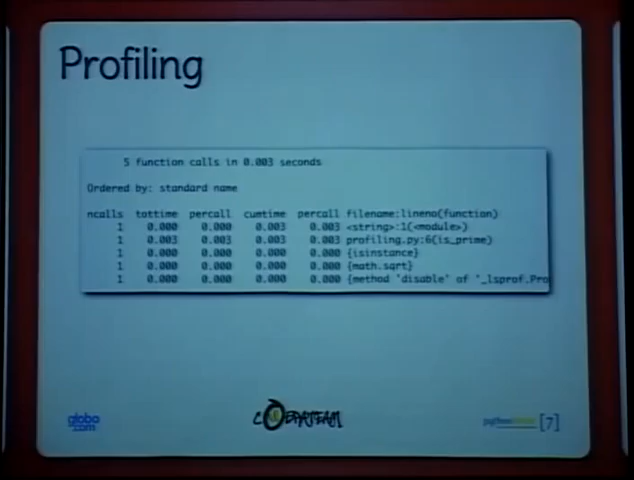 Profiling
5 function calls in 0.003 seconds
Ordered by: standard name
ncalls tottime percall cumtime percall filename:lineno(function)
1 0.000 0.000 0.003 0.003 <string>:1(<module>)
1 0.003 0.003 0.003 0.003 profiling.py:6(is_prime)
1 0.000 0.000 0.000 0.000 {isinstance}
1 0.000 0.000 0.000 0.000 {math.sqrt}
1 0.000 0.000 0.000 0.000 {method 'disable' of '_lsprof.Pro
globo
.com
python
[7]